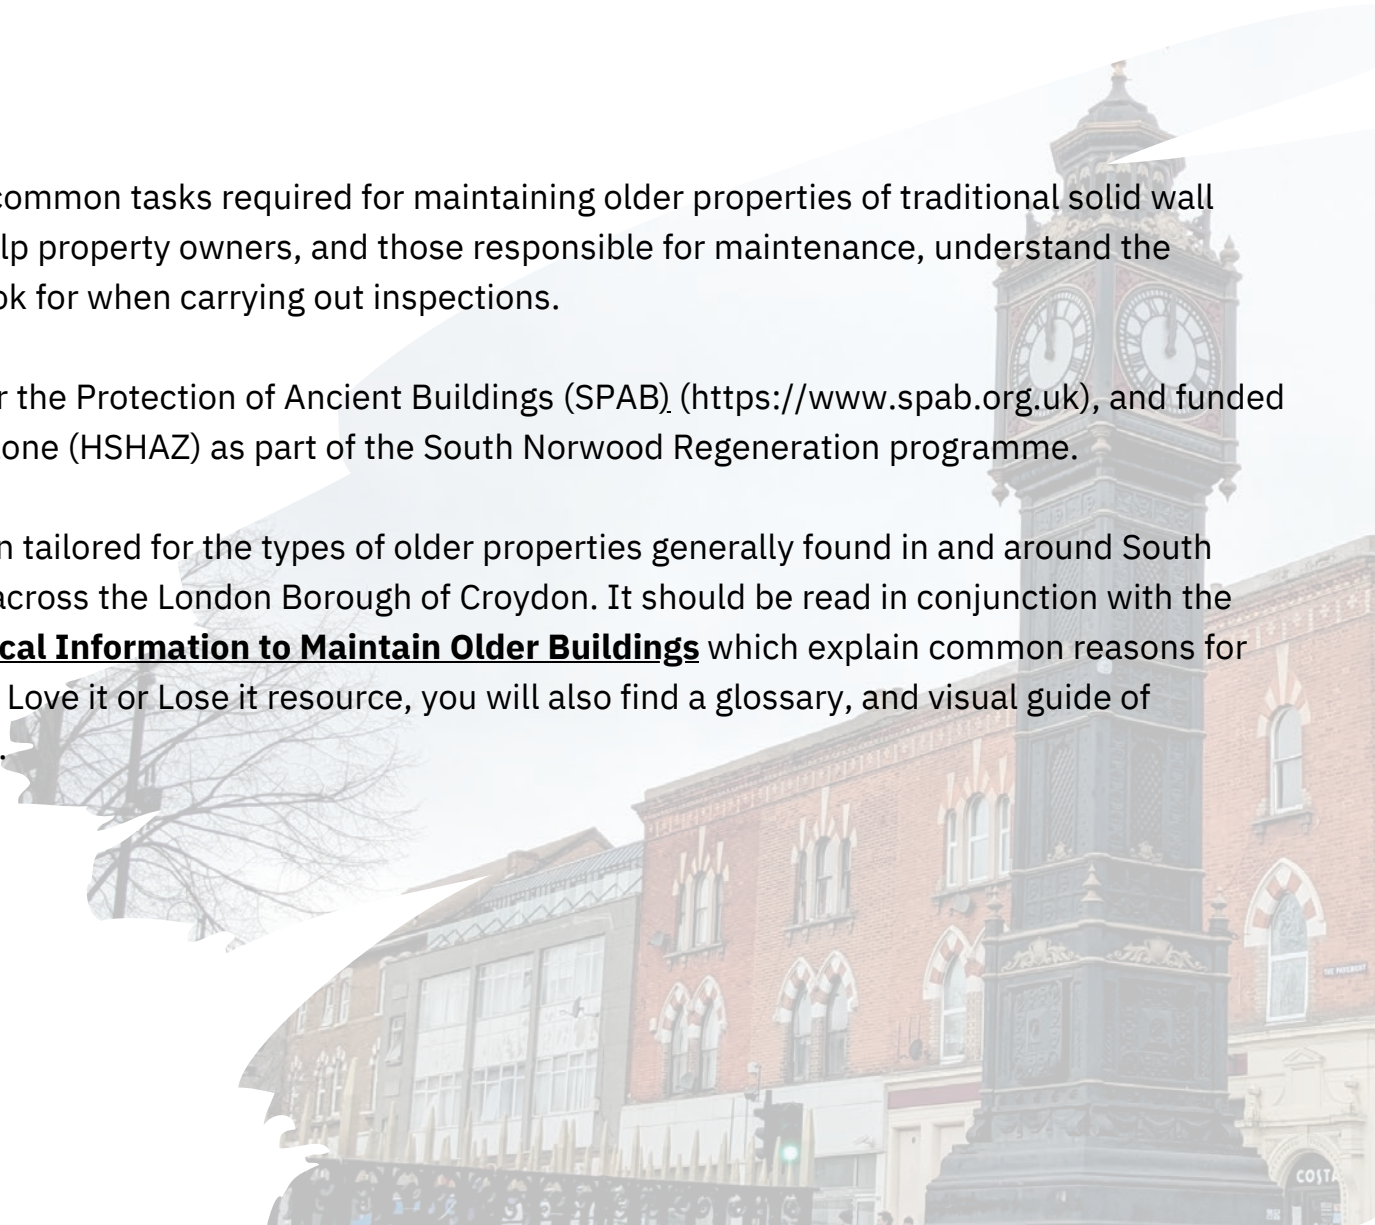 common tasks required for maintaining older properties of traditional solid wall
lp property owners, and those responsible for maintenance, understand the
ok for when carrying out inspections.
r the Protection of Ancient Buildings (SPAB) (https://www.spab.org.uk), and funded
one (HSHAZ) as part of the South Norwood Regeneration programme.
n tailored for the types of older properties generally found in and around South
across the London Borough of Croydon. It should be read in conjunction with the
cal Information to Maintain Older Buildings which explain common reasons for
Love it or Lose it resource, you will also find a glossary, and visual guide of
.
THE PAVEMENT
COSTA